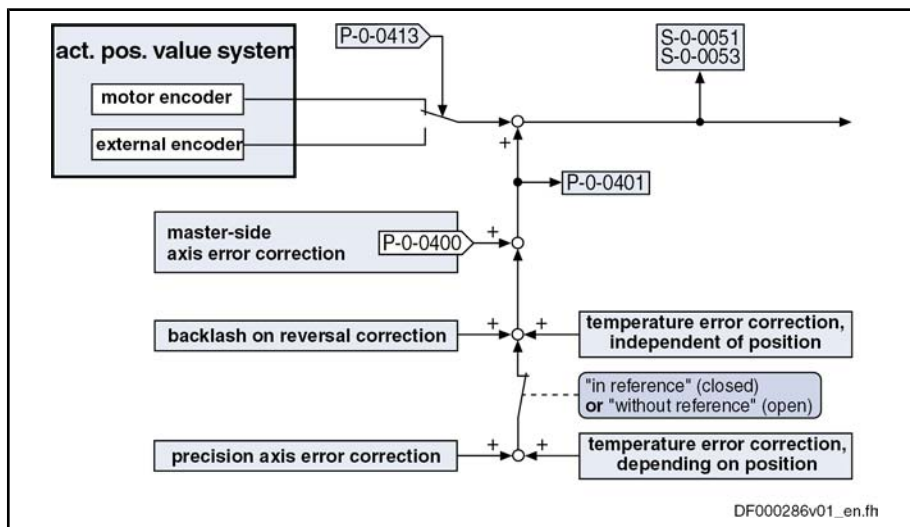 act. pos. value system
motor encoder
external encoder
P-0-0413
S-0-0051
S-0-0053
+
P-0-0401
master-side
axis error correction
P-0-0400
+
backlash on reversal correction
+
+
temperature error correction,
independent of position
"in reference" (closed)
or "without reference" (open)
precision axis error correction
+
+
temperature error correction,
depending on position
DF000286v01_en.fh